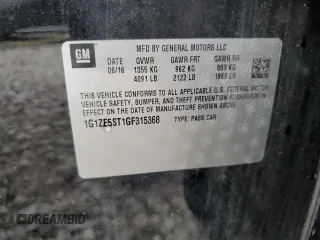 GM
MFD BY GENERAL MOTORS LLC
06/16 GVWR GAWR FRT GAWR RR
1355 KG 962 KG 893 KG
4891 LB 2122 LB 1969 LB
THIS VEHICLE CONFORMS TO ALL APPLICABLE U.S. FEDERAL MOTOR
VEHICLE SAFETY, BUMPER, AND THEFT PREVENTION STANDARDS IN
EFFECT ON THE DATE OF MANUFACTURE SHOWN ABOVE.
1G1ZE5ST1GF315368 TYPE: PASS CAR
© DREAMBID